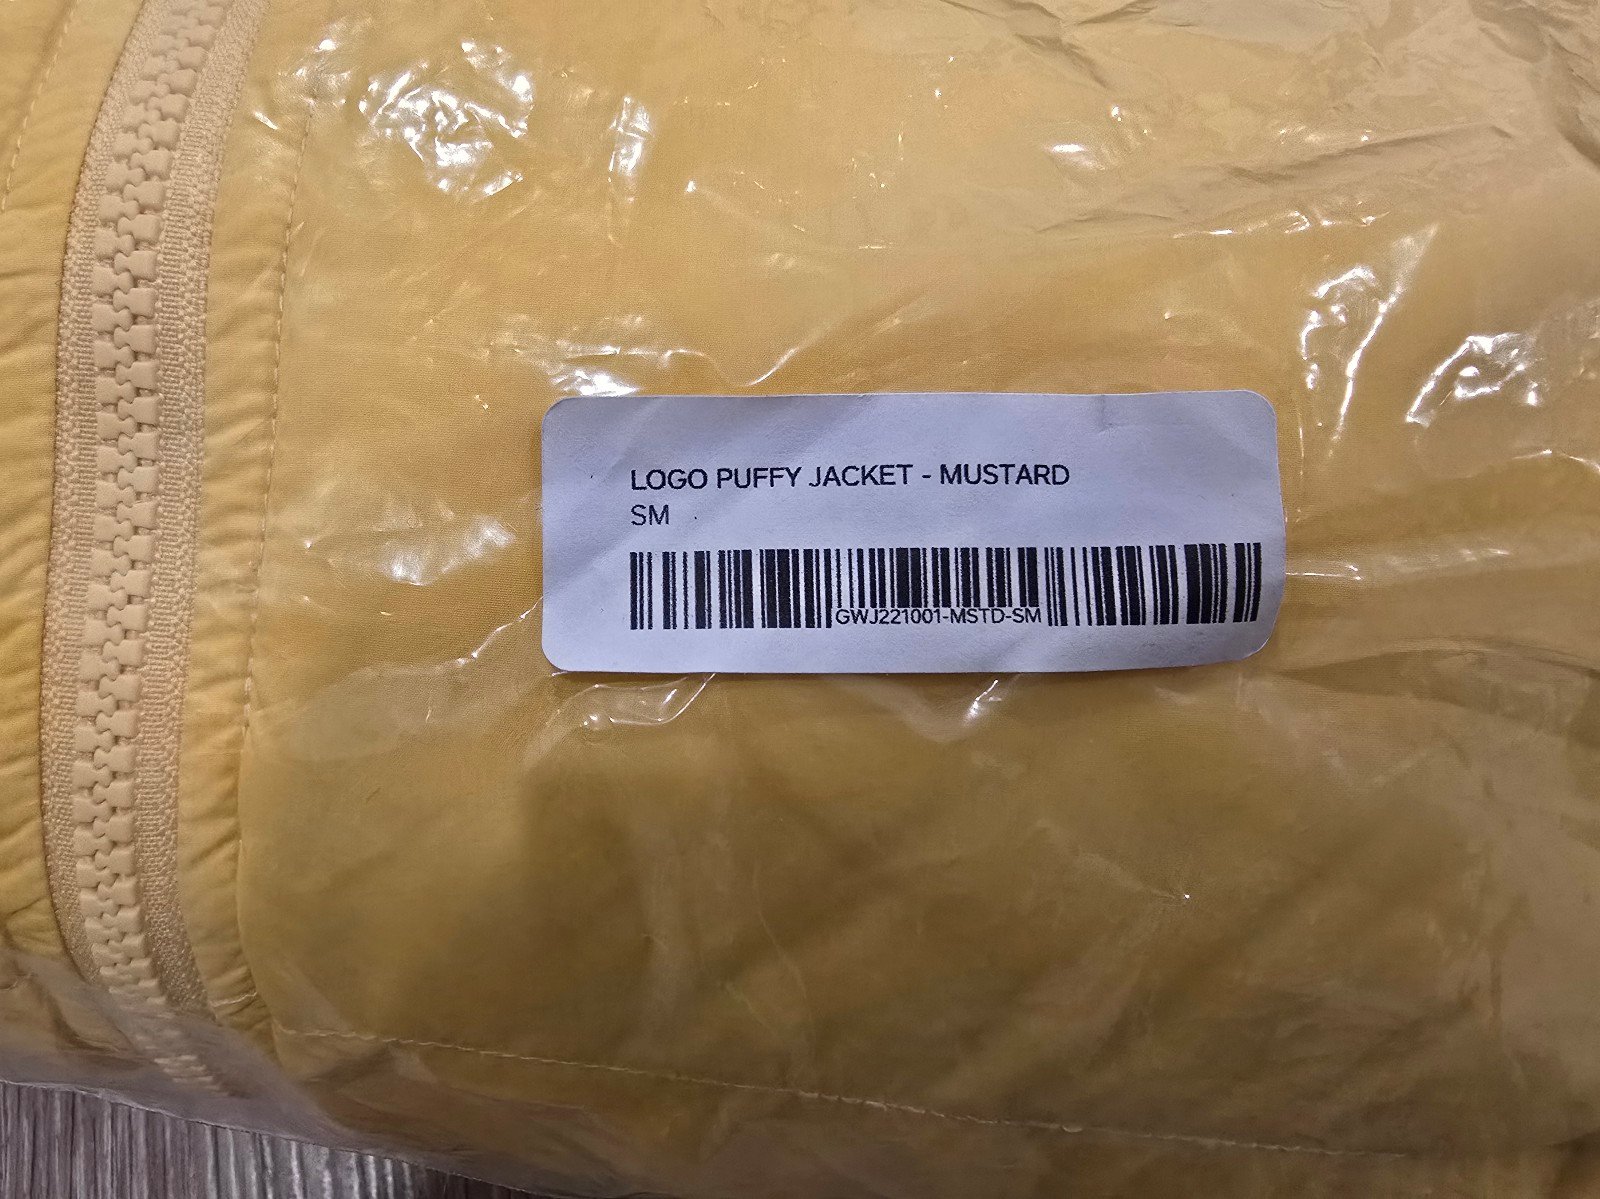 LOGO PUFFY JACKET - MUSTARD
SM
GWJ221001-MSTD-SM